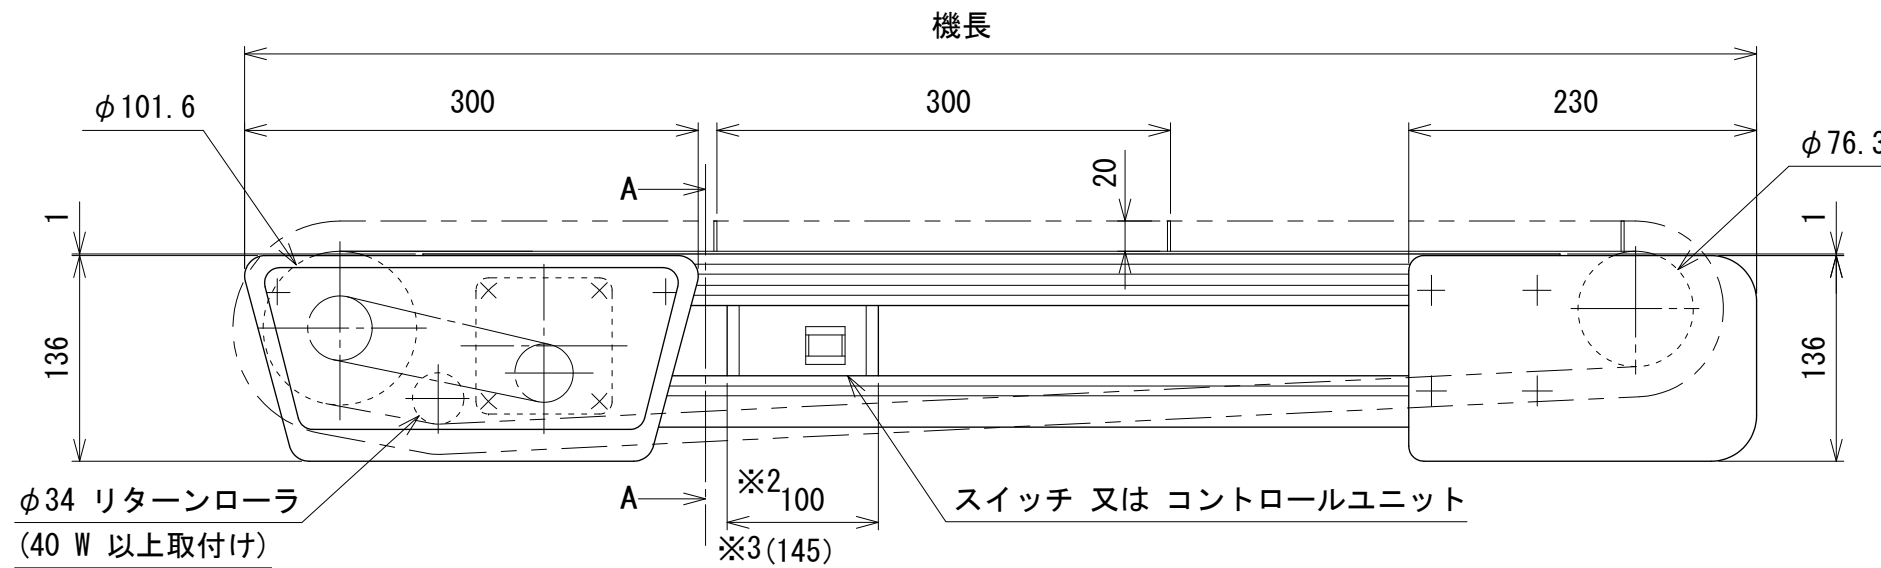 機長
300
300
230
φ101.6
φ76.3
A
20
1
1
136
136
A
※2
100
※3(145)
スイッチ 又は コントロールユニット
φ34 リターンローラ
(40 W 以上取付け)